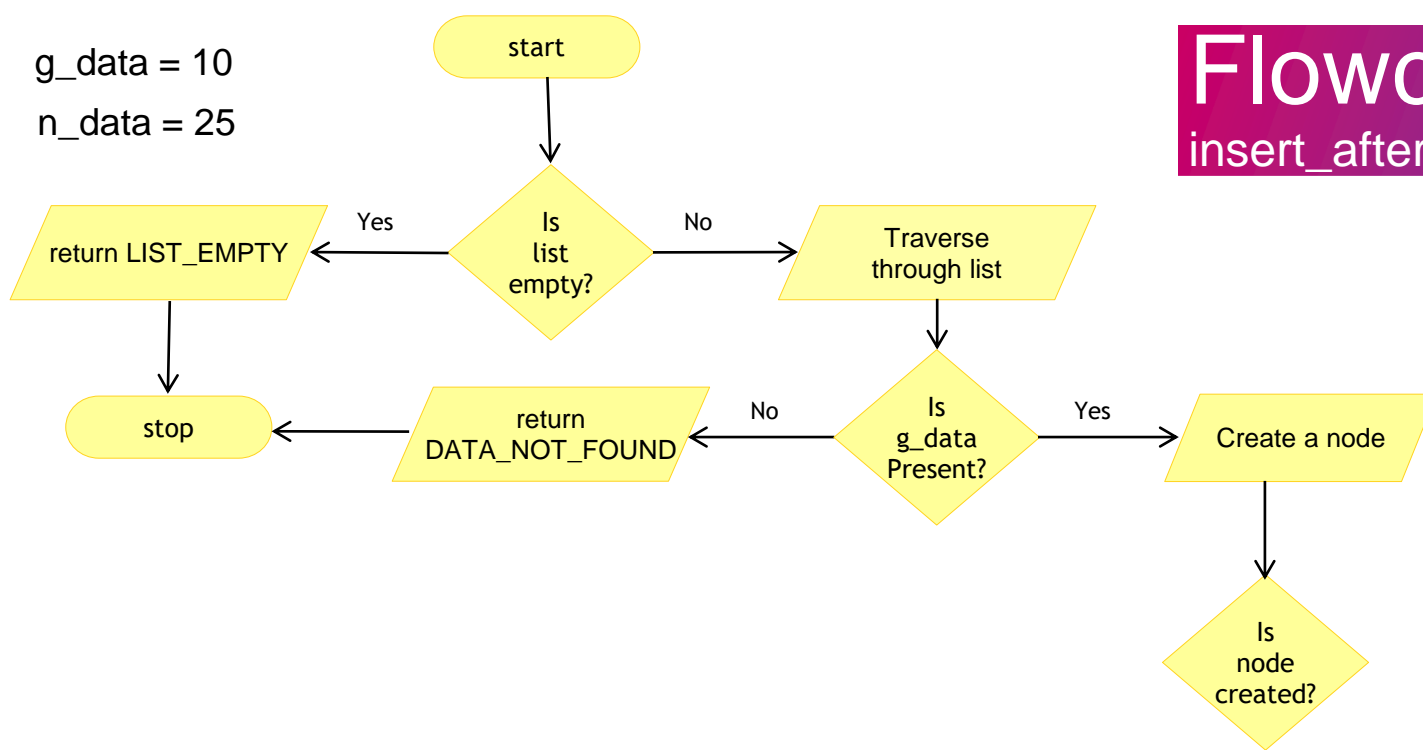 g_data = 10
n_data = 25
start
Flowc
insert_after
return LIST_EMPTY
Yes
Is
list
empty?
No
Traverse
through list
stop
return
DATA_NOT_FOUND
No
Is
g_data
Present?
Yes
Create a node
Is
node
created?